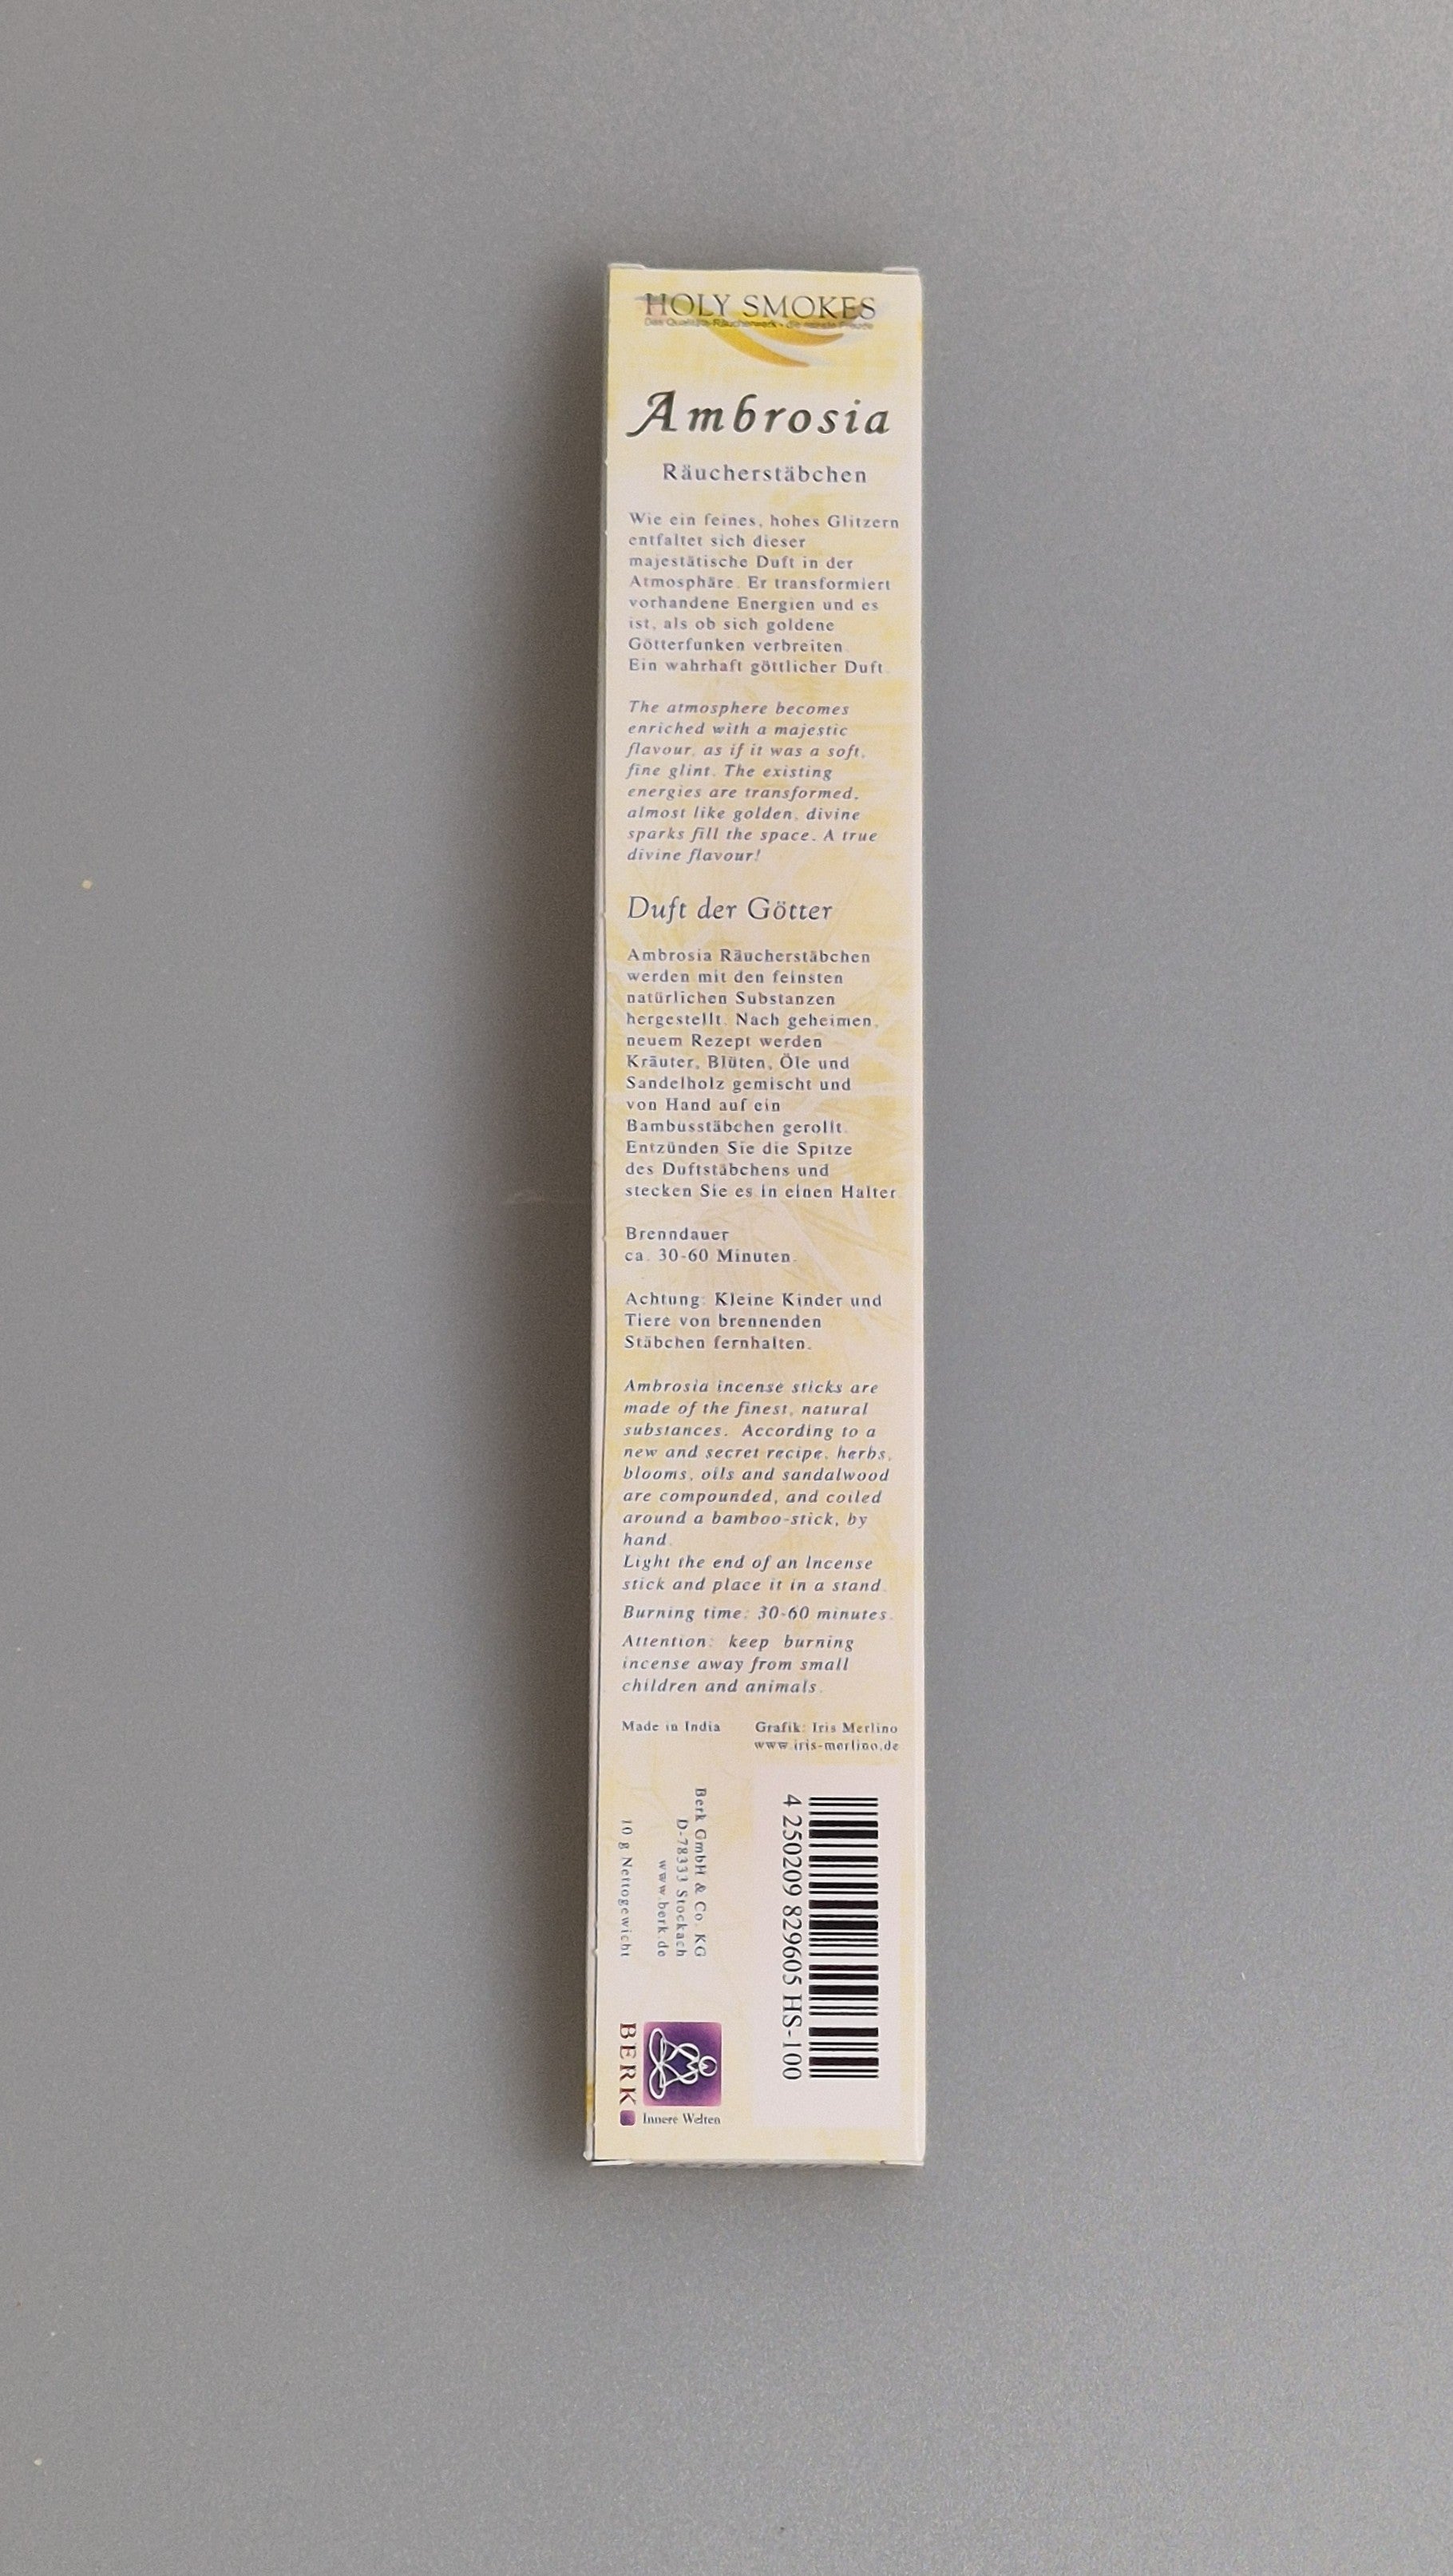 HOLY SMOKES
Das Qualitäts-Räucherwerk - die reinste Freude
Ambrosia
Räucherstäbchen
Wie ein feines, hohes Glitzern
entfaltet sich dieser
majestätische Duft in der
Atmosphäre. Er transformiert
vorhandene Energien und es
ist, als ob sich goldene
Götterfunken verbreiten.
Ein wahrhaft göttlicher Duft.
The atmosphere becomes
enriched with a majestic
flavour, as if it was a soft,
fine glint. The existing
energies are transformed,
almost like golden, divine
sparks fill the space. A true
divine flavour!
Duft der Götter
Ambrosia Räucherstäbchen
werden mit den feinsten
natürlichen Substanzen
hergestellt. Nach geheimen,
neuem Rezept werden
Kräuter, Blüten, Öle und
Sandelholz gemischt und
von Hand auf ein
Bambusstäbchen gerollt.
Entzünden Sie die Spitze
des Duftstäbchens und
stecken Sie es in einen Halter.
Brenndauer
ca. 30-60 Minuten.
Achtung: Kleine Kinder und
Tiere von brennenden
Stäbchen fernhalten.
Ambrosia incense sticks are
made of the finest, natural
substances. According to a
new and secret recipe, herbs,
blooms, oils and sandalwood
are compounded, and coiled
around a bamboo-stick, by
hand.
Light the end of an Incense
stick and place it in a stand.
Burning time: 30-60 minutes.
Attention: keep burning
incense away from small
children and animals.
Made in India
Grafik: Iris Merlino
www.iris-merlino.de
Berk GmbH & Co. KG
D-78333 Stockach
www.berk.de
10 g Nettogewicht
4 250209 829605 HS-100
BERK
Innere Welten